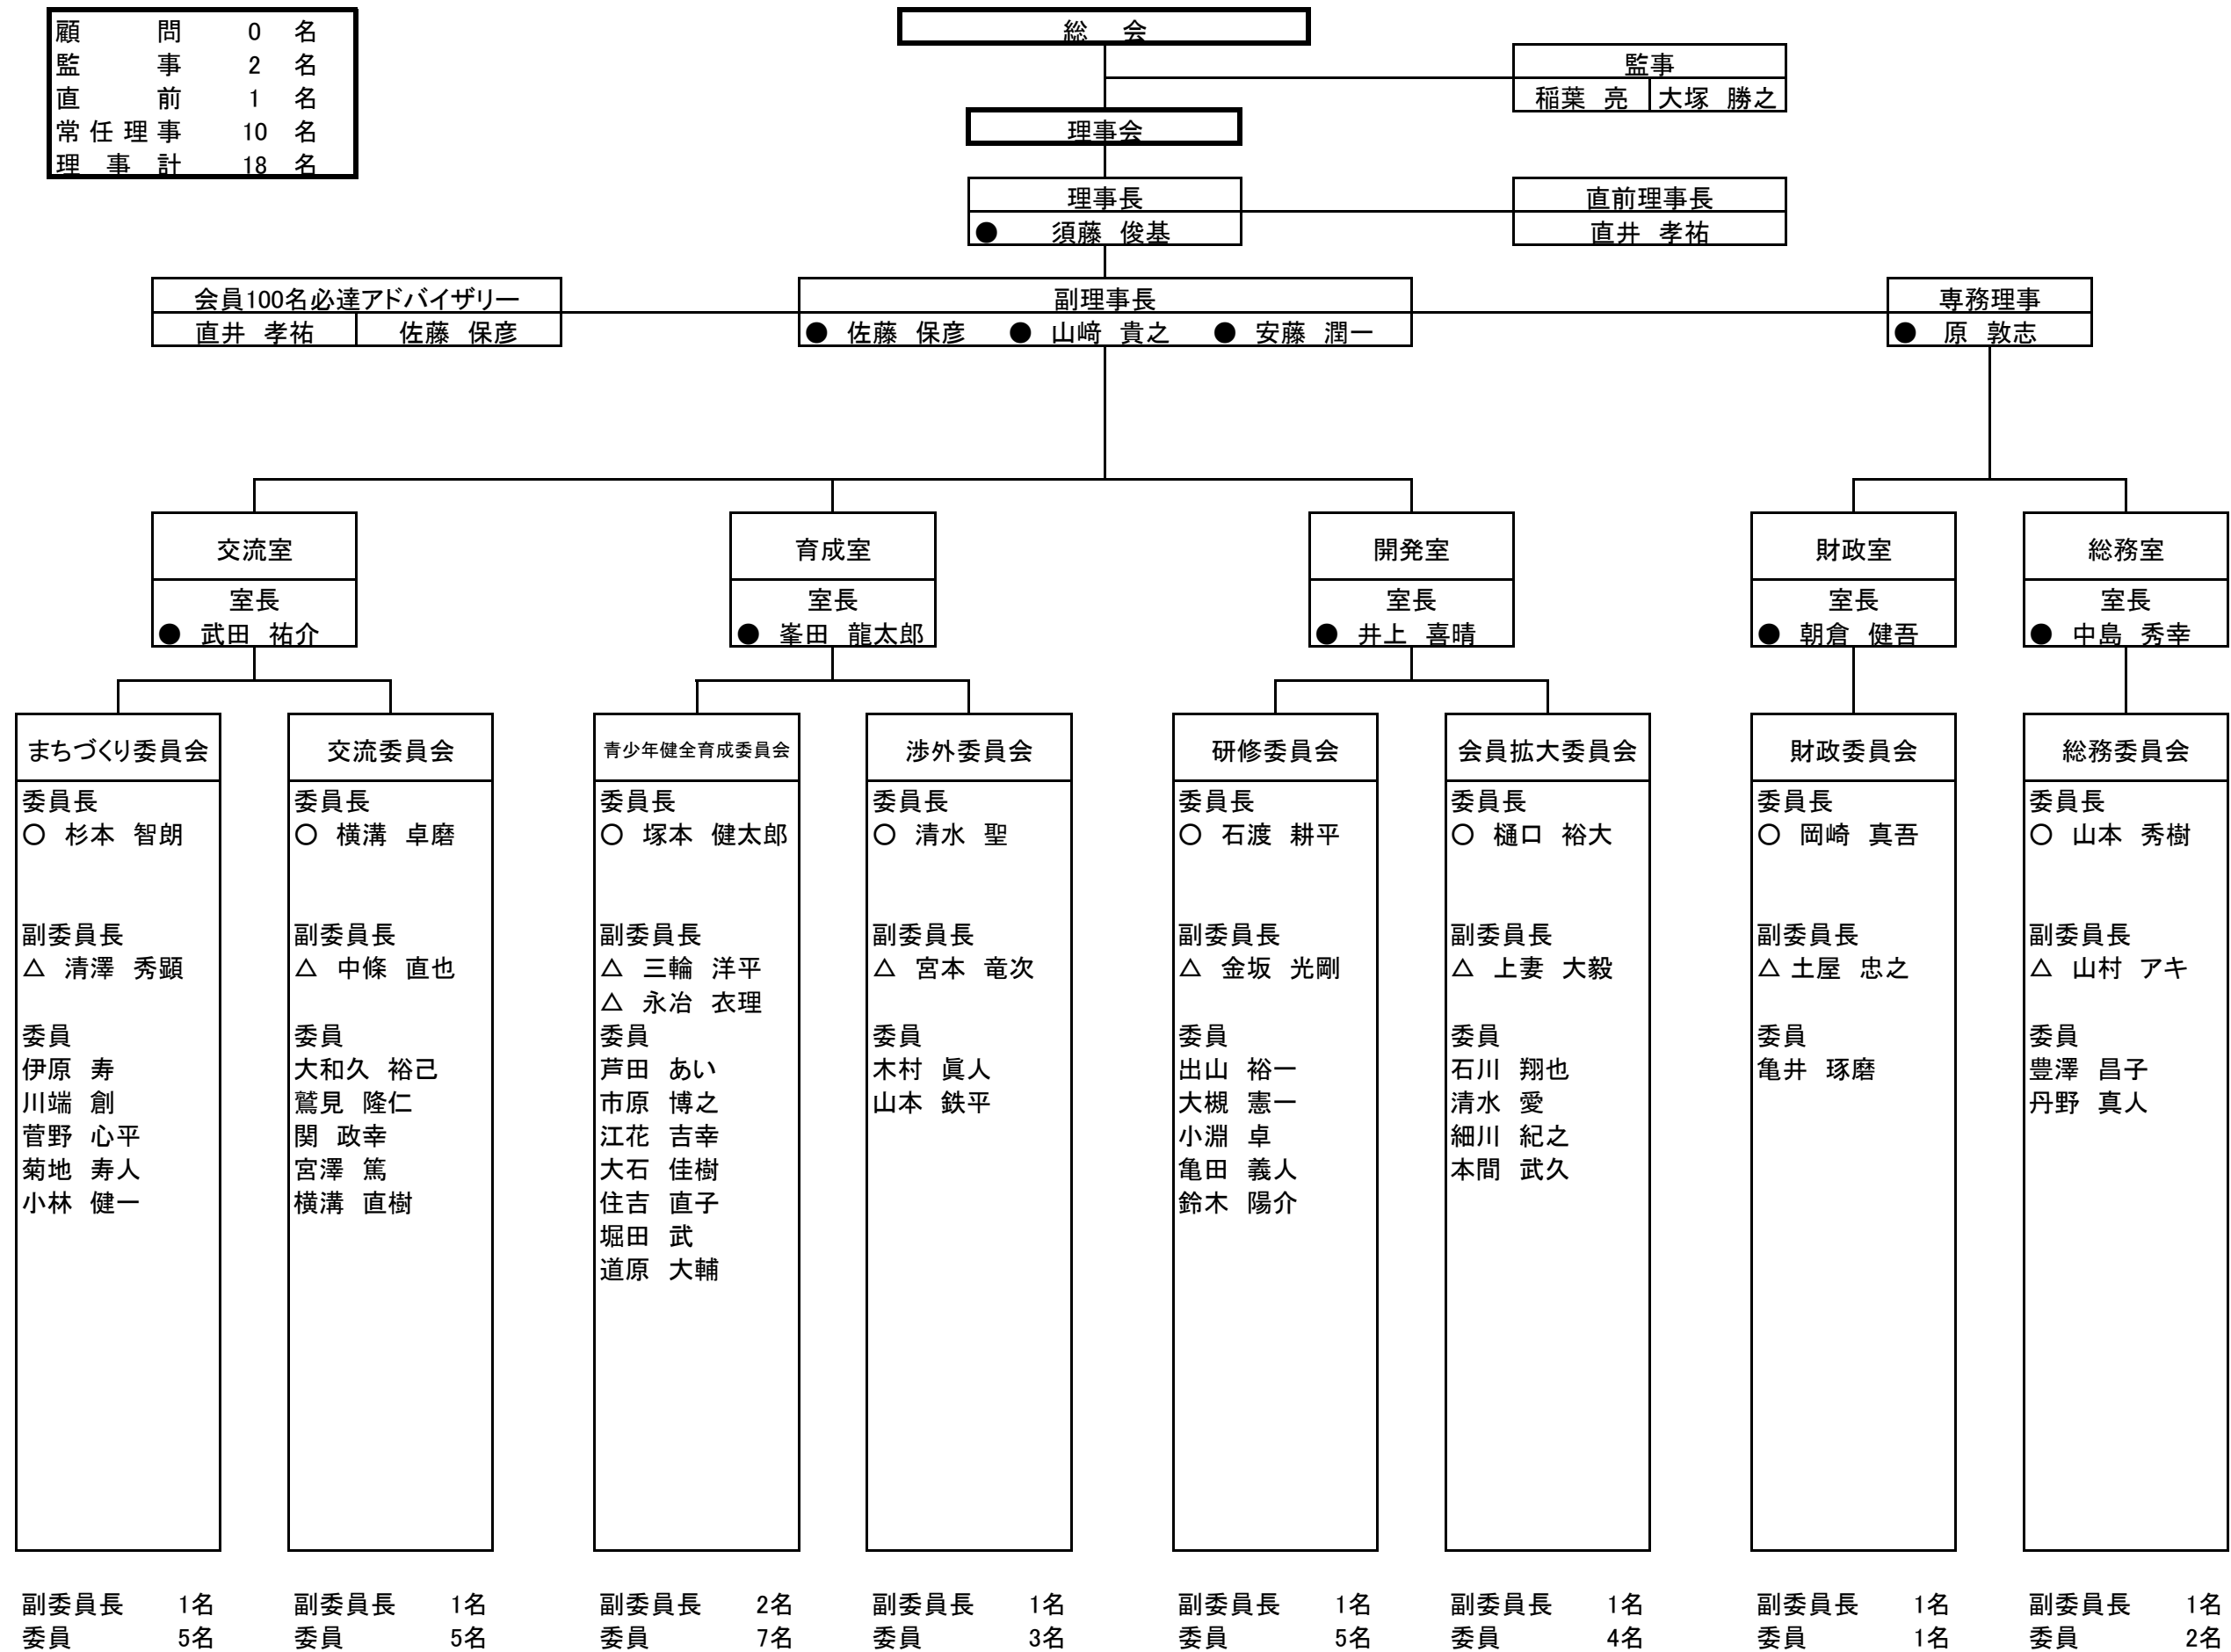 顧問 0 名
監事 2 名
直前 1 名
常任理事 10 名
理事計 18 名
総 会
監事
稲葉 亮 大塚 勝之
理事会
理事長
● 須藤 俊基
直前理事長
直井 孝祐
会員100名必達アドバイザリー
直井 孝祐 佐藤 保彦
副理事長
● 佐藤 保彦 ● 山﨑 貴之 ● 安藤 潤一
専務理事
● 原 敦志
交流室
室長
● 武田 祐介
育成室
室長
● 峯田 龍太郎
開発室
室長
● 井上 喜晴
財政室
室長
● 朝倉 健吾
総務室
室長
● 中島 秀幸
まちづくり委員会
委員長
○ 杉本 智朗
副委員長
△ 清澤 秀顕
委員
伊原 寿
川端 創
菅野 心平
菊地 寿人
小林 健一
副委員長 1名
委員 5名
交流委員会
委員長
○ 横溝 卓磨
副委員長
△ 中條 直也
委員
大和久 裕己
鷲見 隆仁
関 政幸
宮澤 篤
横溝 直樹
副委員長 1名
委員 5名
青少年健全育成委員会
委員長
○ 塚本 健太郎
副委員長
△ 三輪 洋平
△ 永冶 衣理
委員
芦田 あい
市原 博之
江花 吉幸
大石 佳樹
住吉 直子
堀田 武
道原 大輔
副委員長 2名
委員 7名
渉外委員会
委員長
○ 清水 聖
副委員長
△ 宮本 竜次
委員
木村 眞人
山本 鉄平
副委員長 1名
委員 3名
研修委員会
委員長
○ 石渡 耕平
副委員長
△ 金坂 光剛
委員
出山 裕一
大槻 憲一
小淵 卓
亀田 義人
鈴木 陽介
副委員長 1名
委員 5名
会員拡大委員会
委員長
○ 樋口 裕大
副委員長
△ 上妻 大毅
委員
石川 翔也
清水 愛
細川 紀之
本間 武久
副委員長 1名
委員 4名
財政委員会
委員長
○ 岡崎 真吾
副委員長
△ 土屋 忠之
委員
亀井 琢磨
副委員長 1名
委員 1名
総務委員会
委員長
○ 山本 秀樹
副委員長
△ 山村 アキ
委員
豊澤 昌子
丹野 真人
副委員長 1名
委員 2名